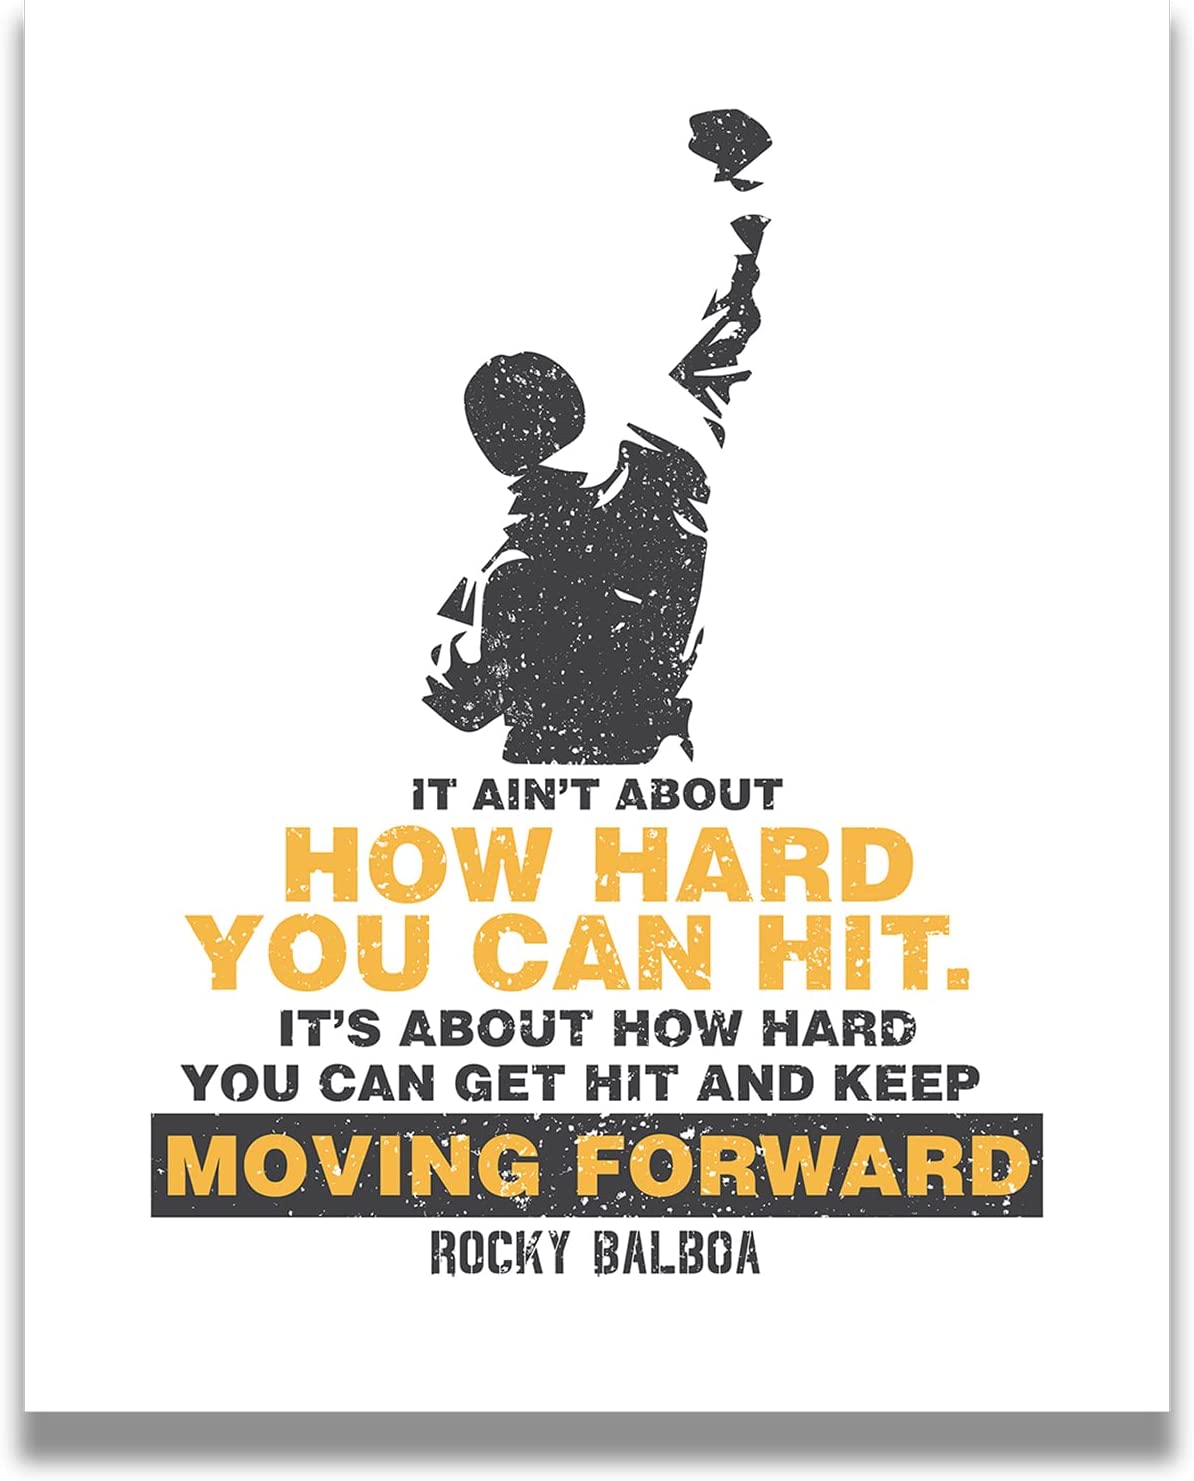 IT AIN'T ABOUT
HOW HARD
YOU CAN HIT.
IT'S ABOUT HOW HARD
YOU CAN GET HIT AND KEEP
MOVING FORWARD
ROCKY BALBOA